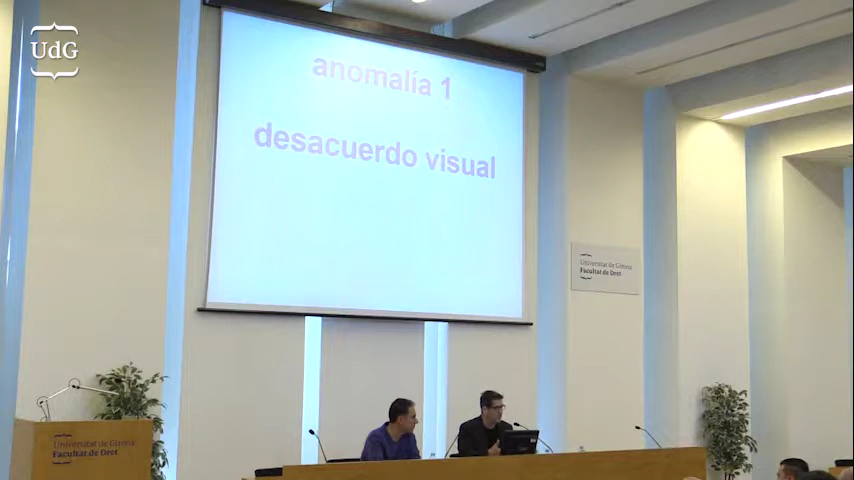 UdG
anomalía 1
desacuerdo visual
Universitat de Girona
Facultat de Dret
Universitat de Girona
Facultat de Dret